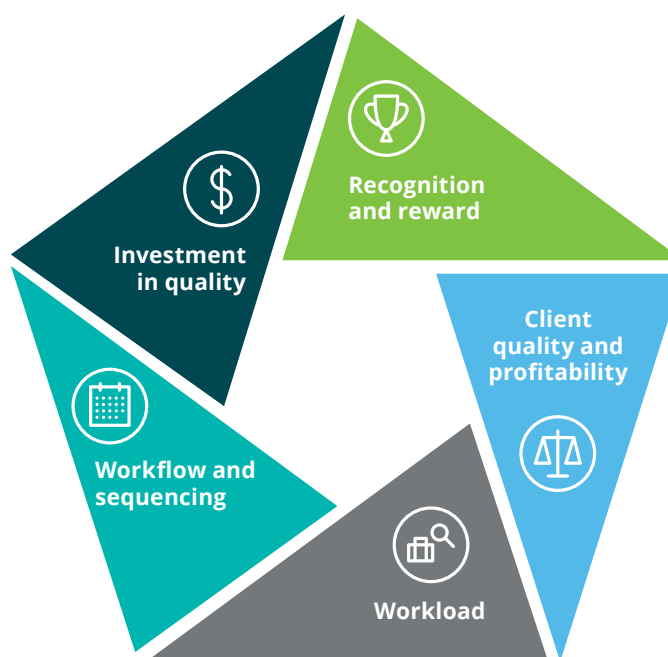 Recognition
and reward
Investment
in quality
Client
quality and
profitability
Workflow and
sequencing
Workload